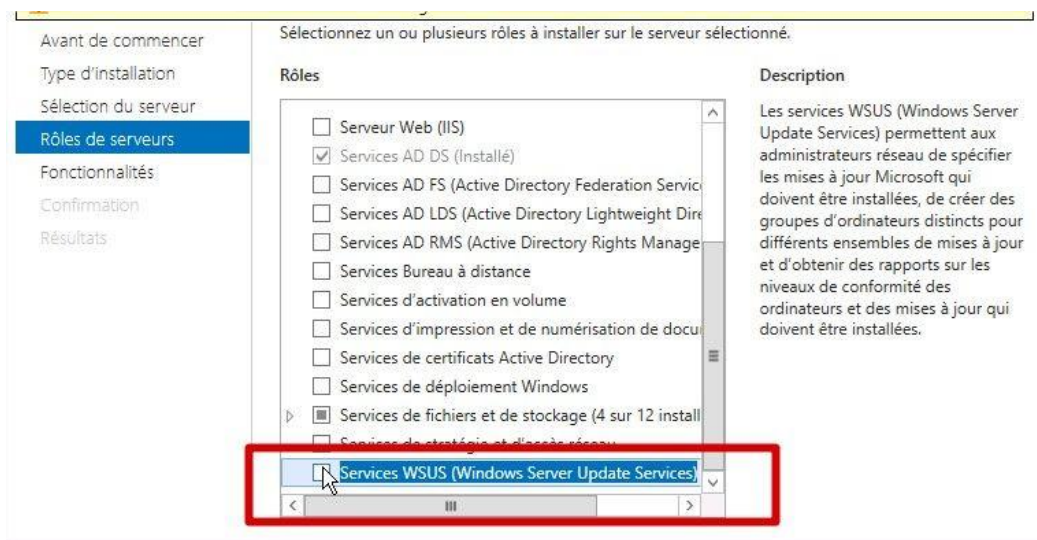 Sélectionnez un ou plusieurs rôles à installer sur le serveur sélectionné.
Avant de commencer
Type d'installation
Sélection du serveur
Rôles de serveurs
Fonctionnalités
Confirmation
Résultats
Rôles
Serveur Web (IIS)
Services AD DS (Installé)
Services AD FS (Active Directory Federation Servic
Services AD LDS (Active Directory Lightweight Dire
Services AD RMS (Active Directory Rights Manage
Services Bureau à distance
Services d'activation en volume
Services d'impression et de numérisation de docu
Services de certificats Active Directory
Services de déploiement Windows
Services de fichiers et de stockage (4 sur 12 install
Services de stratégie et d'accès réseau
Services WSUS (Windows Server Update Services)
Description
Les services WSUS (Windows Server
Update Services) permettent aux
administrateurs réseau de spécifier
les mises à jour Microsoft qui
doivent être installées, de créer des
groupes d'ordinateurs distincts pour
différents ensembles de mises à jour
et d'obtenir des rapports sur les
niveaux de conformité des
ordinateurs et des mises à jour qui
doivent être installées.